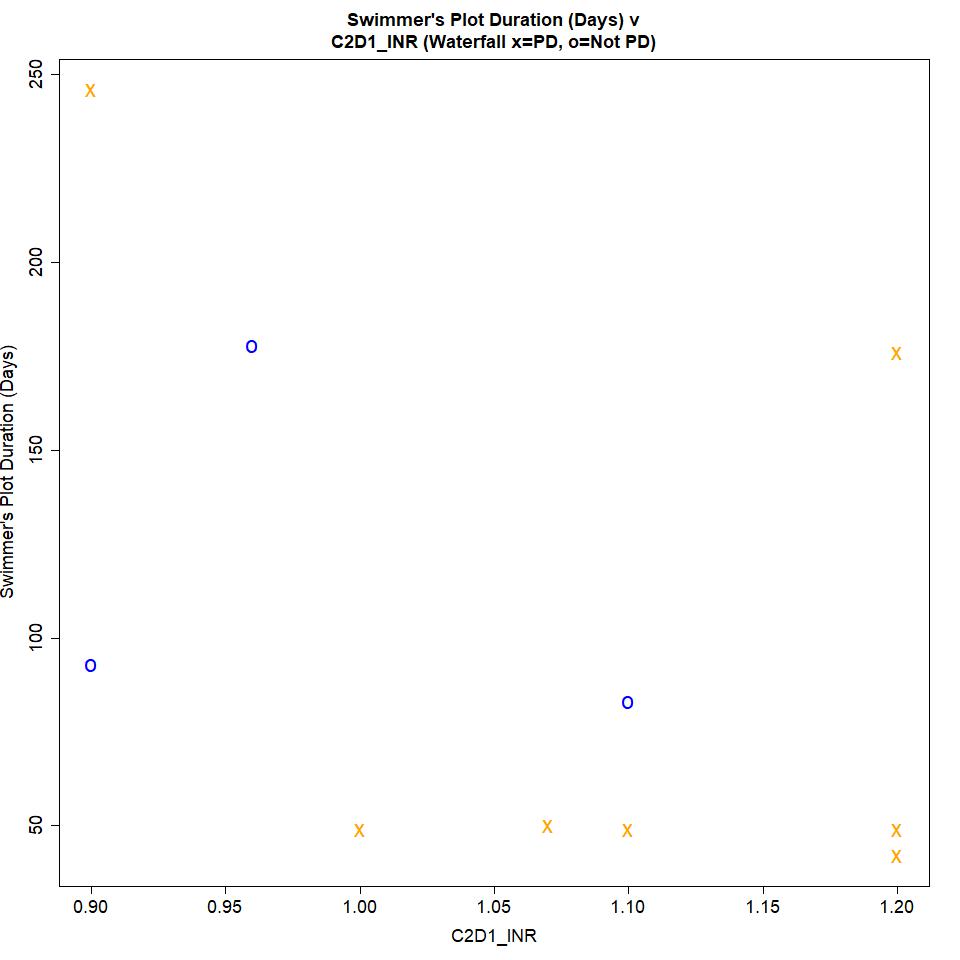 Swimmer's Plot Duration (Days) v
C2D1_INR (Waterfall x=PD, o=Not PD)
Swimmer's Plot Duration (Days)
250
200
150
100
50
X
O
X
O
O
X
X
X
X
X
0.90
0.95
1.00
1.05
1.10
1.15
1.20
C2D1_INR